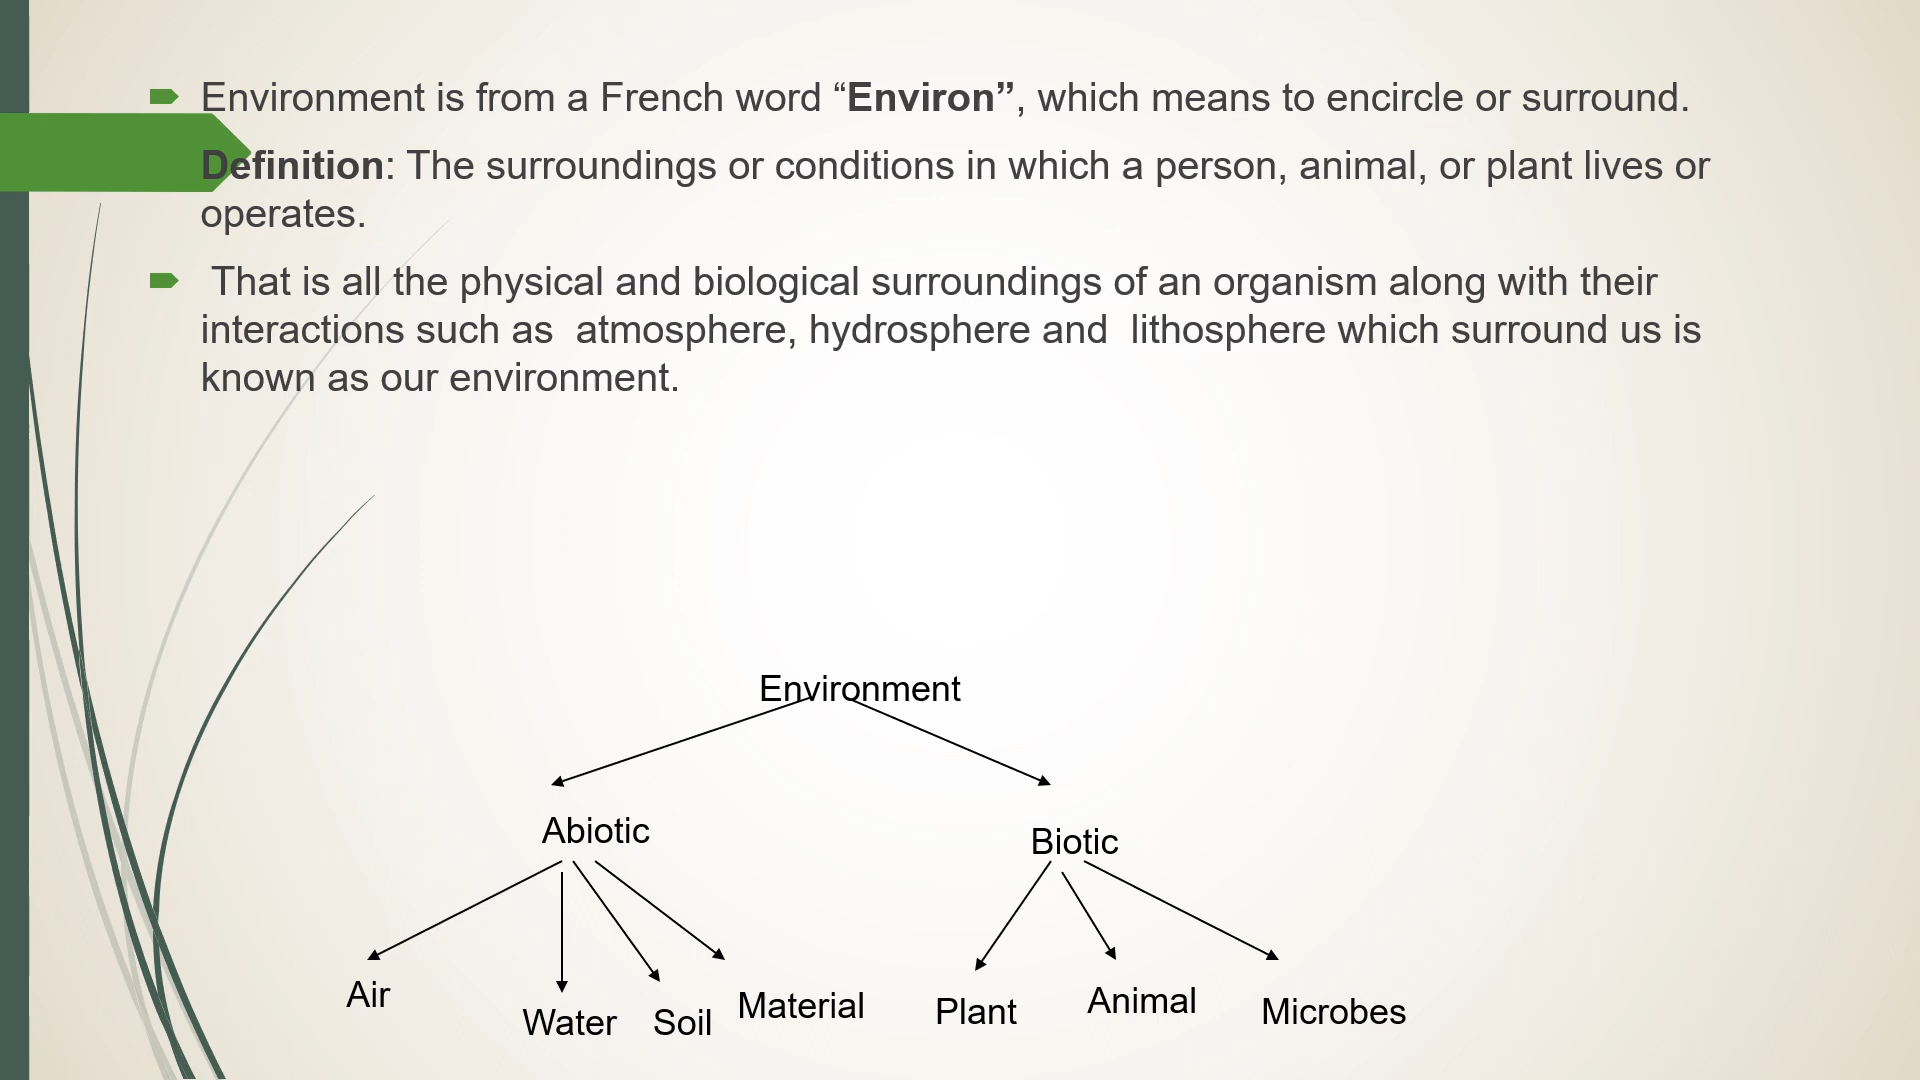 Environment is from a French word “Environ”, which means to encircle or surround.
Definition: The surroundings or conditions in which a person, animal, or plant lives or
operates.
That is all the physical and biological surroundings of an organism along with their
interactions such as  atmosphere, hydrosphere and  lithosphere which surround us is
known as our environment.
Environment
Abiotic
Biotic
Air
Water
Soil
Material
Plant
Animal
Microbes